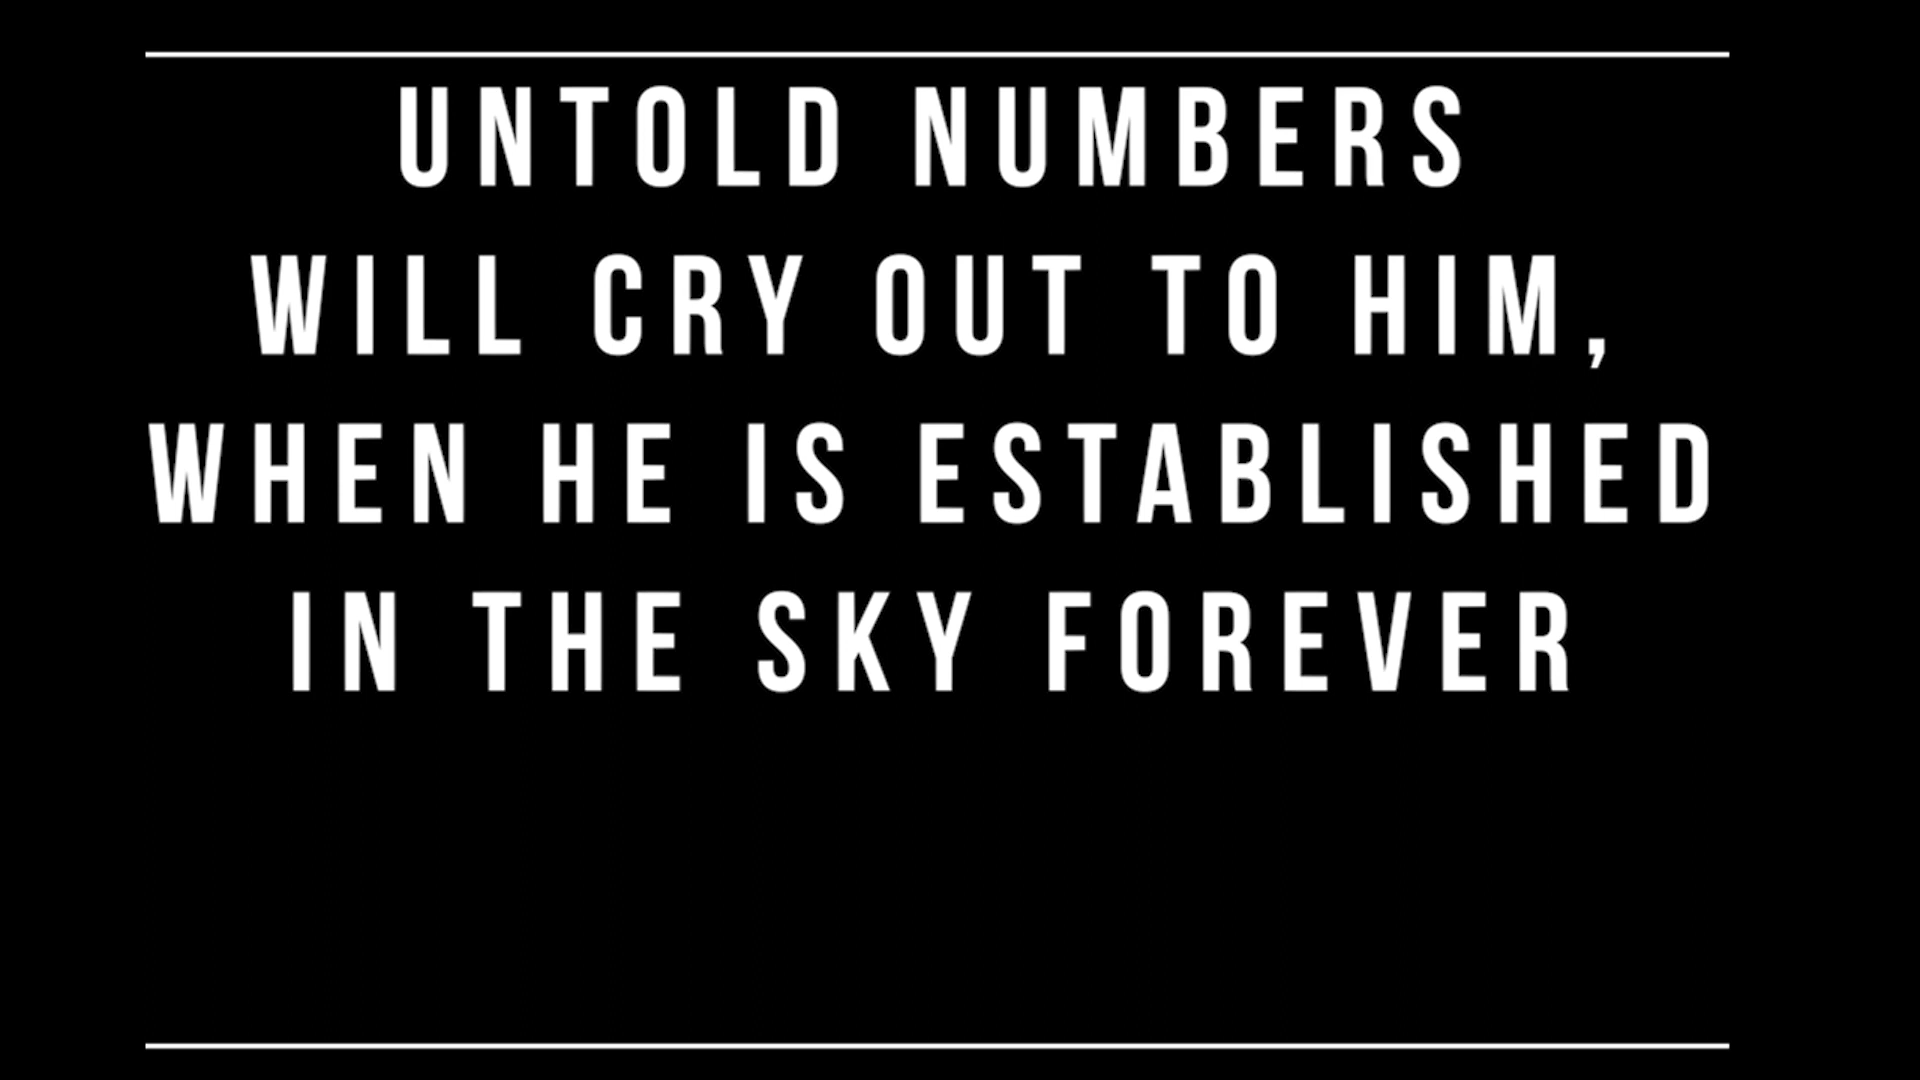 UNTOLD NUMBERS
WILL CRY OUT TO HIM,
WHEN HE IS ESTABLISHED
IN THE SKY FOREVER